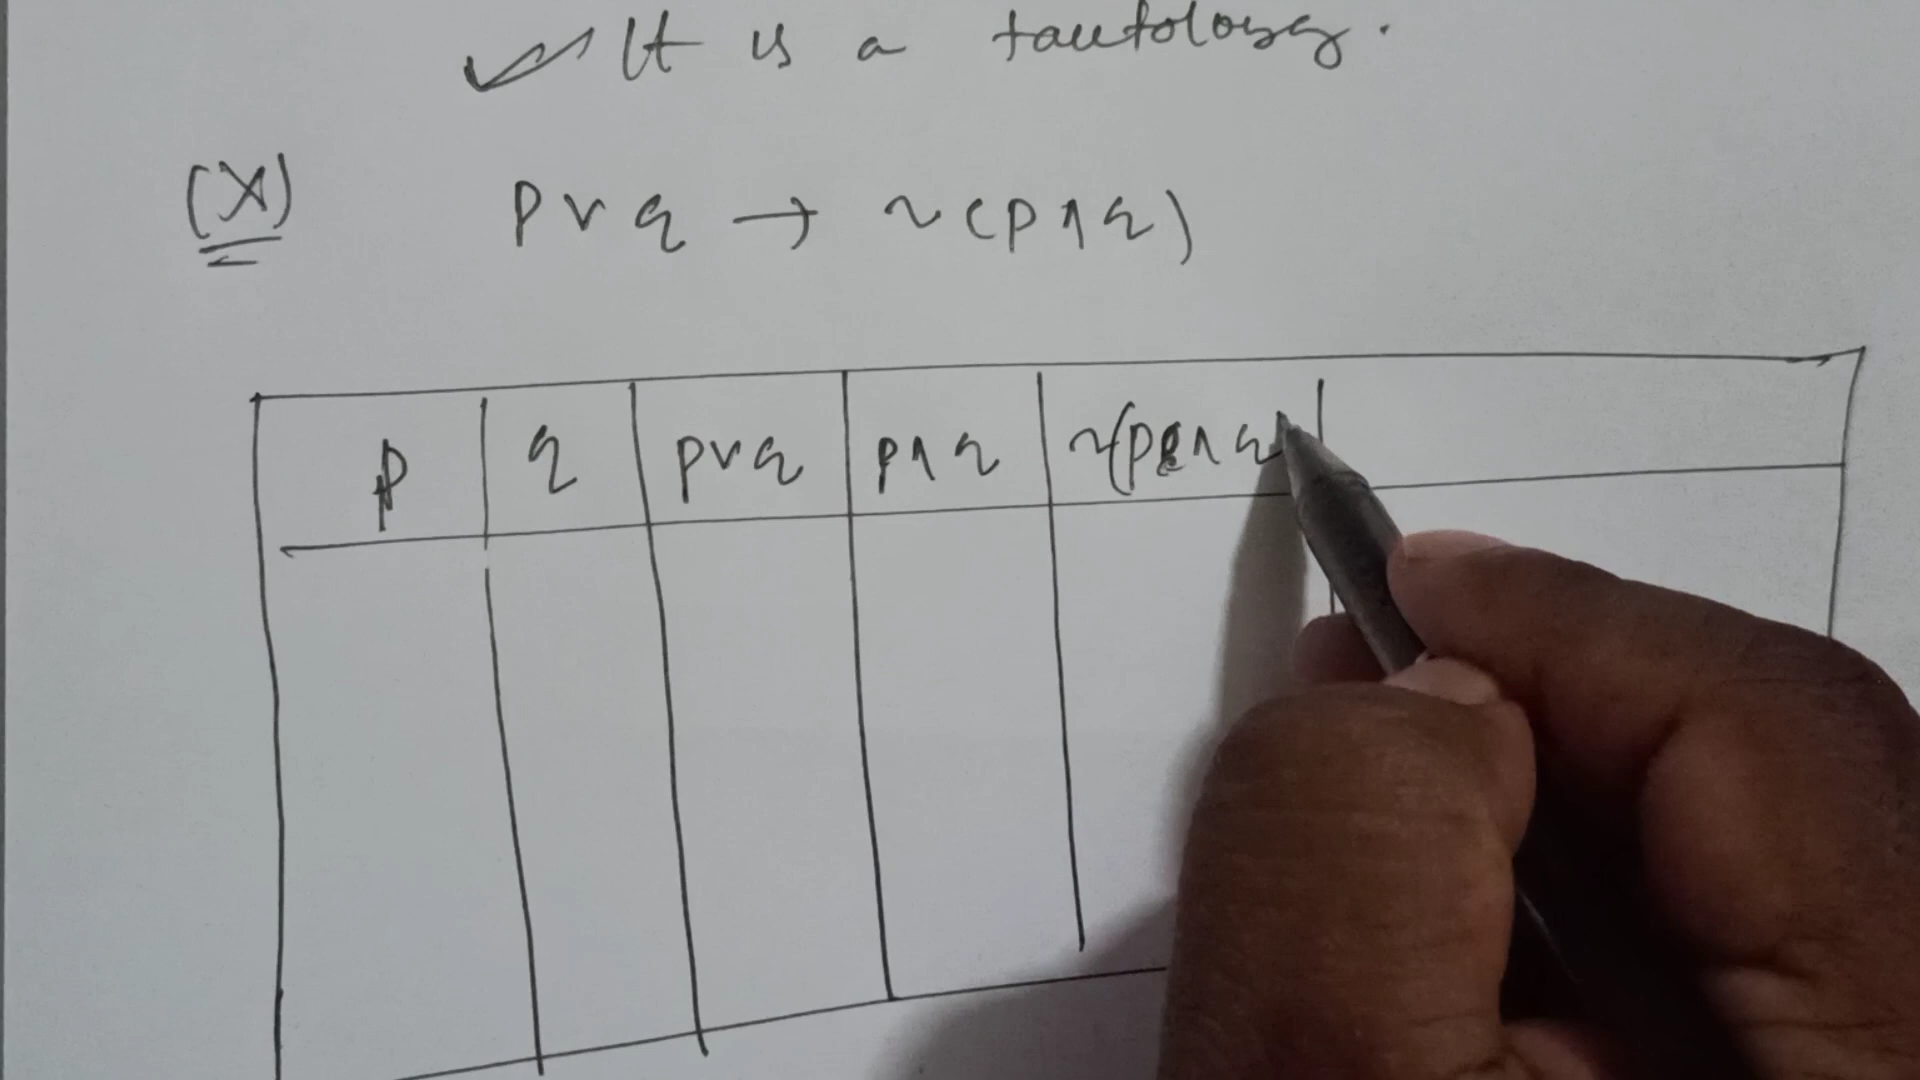 It is a tautology.
(X) p ∨ q → ~(p ∧ q)
p q p∨q p∧q ~(p∧q